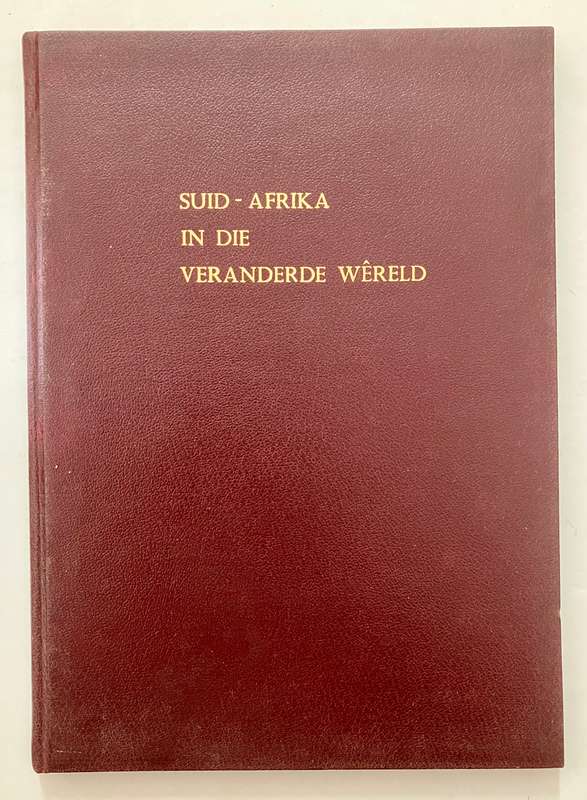 SUID - AFRIKA
IN DIE
VERANDERDE WÊRELD